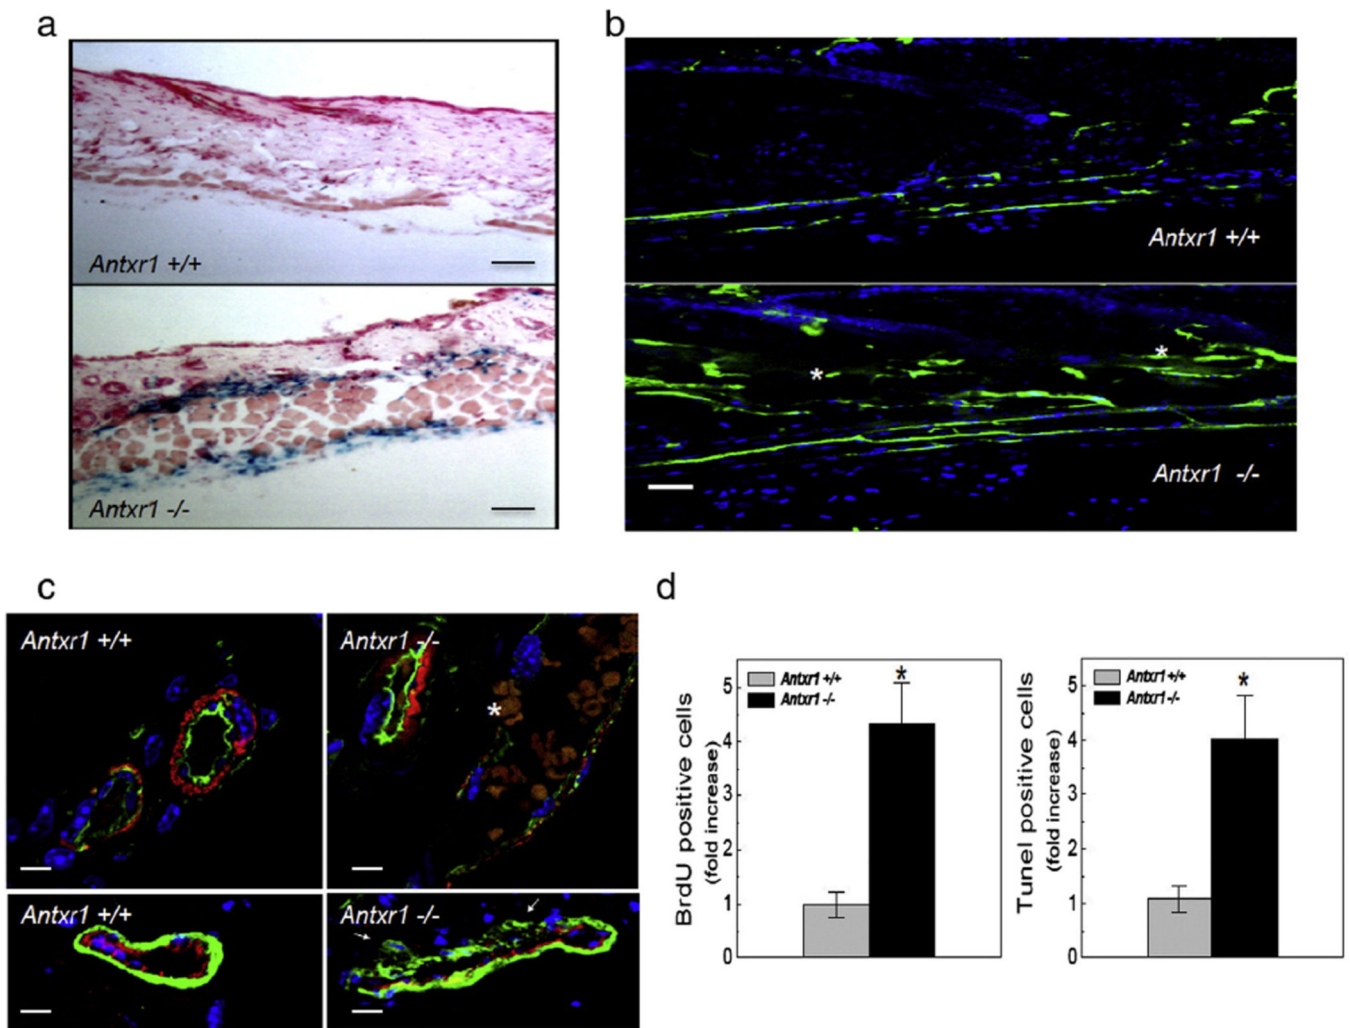 a
Antxr1 +/+
Antxr1 -/-
b
Antxr1 +/+
*
*
Antxr1 -/-
c
Antxr1 +/+
Antxr1 -/-
*
Antxr1 +/+
Antxr1 -/-
d
BrdU positive cells
(fold increase)
5
4
3
2
1
0
Antxr1 +/+
Antxr1 -/-
*
Tunel positive cells
(fold increase)
5
4
3
2
1
0
Antxr1 +/+
Antxr1 -/-
*